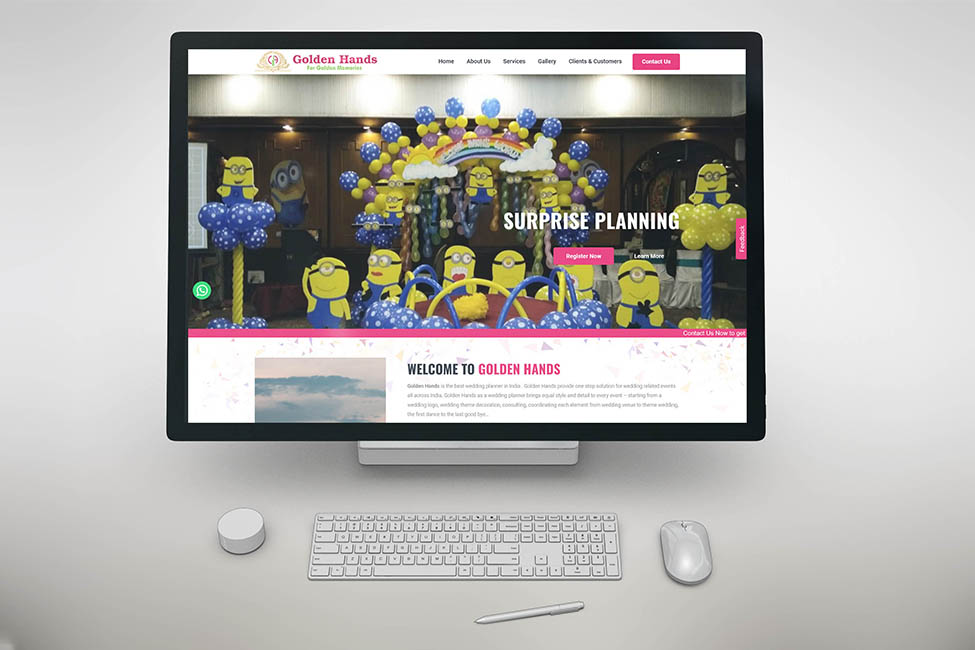 Golden Hands
For Golden Memories
Home About Us Services Gallery Clients & Customers Contact Us
SURPRISE PLANNING
Register Now Learn More
Feedback
Contact Us Now to get
WELCOME TO GOLDEN HANDS
Golden Hands is the best wedding planner in India. Golden Hands provide one stop solution for wedding related events
all across India. Golden Hands as a wedding planner brings equal style and detail to every event – starting from a
wedding logo, wedding theme decoration, consulting, coordinating each element from wedding venue to theme wedding,
the first dance to the last good bye..